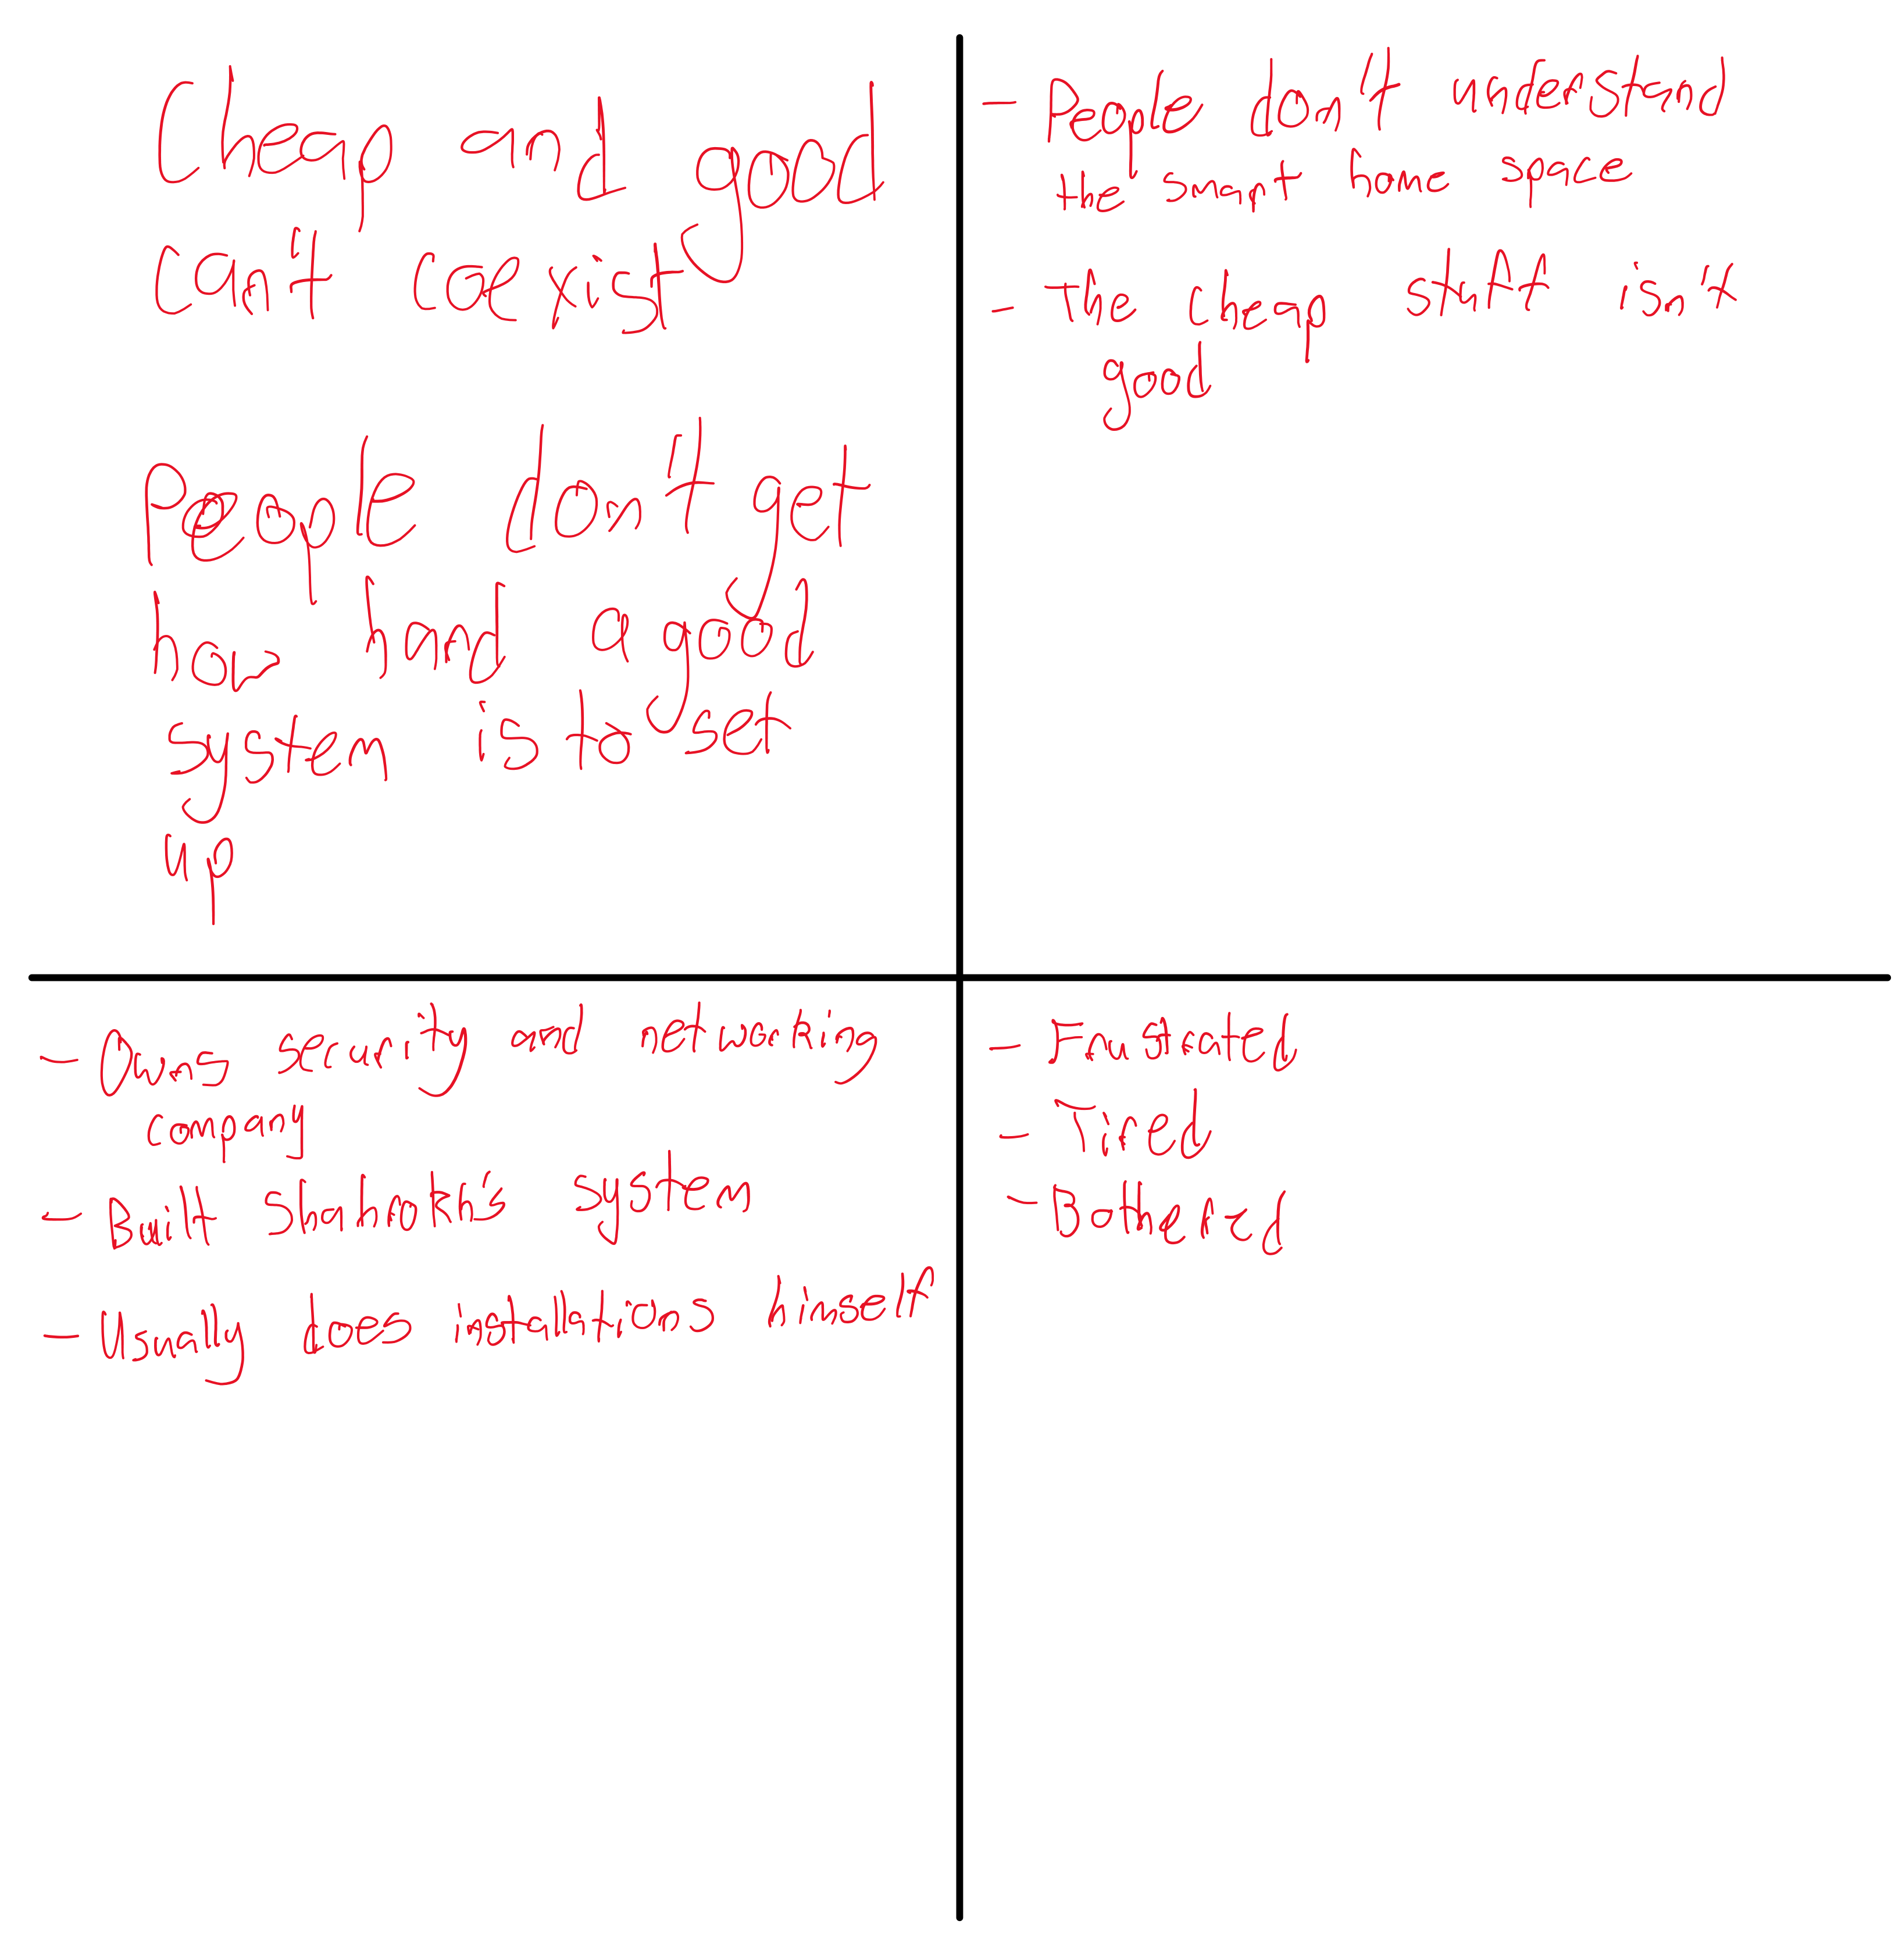 Cheap and good
can't coexist
People don't get
how hard a good
system is to set
up
- People don't understand
the smart home space
- The cheap stuff isn't
good
- Owns security and networking
company
- Built Shanhokh's system
- Usually does installations himself
- Frustrated
- Tired
- Bothered